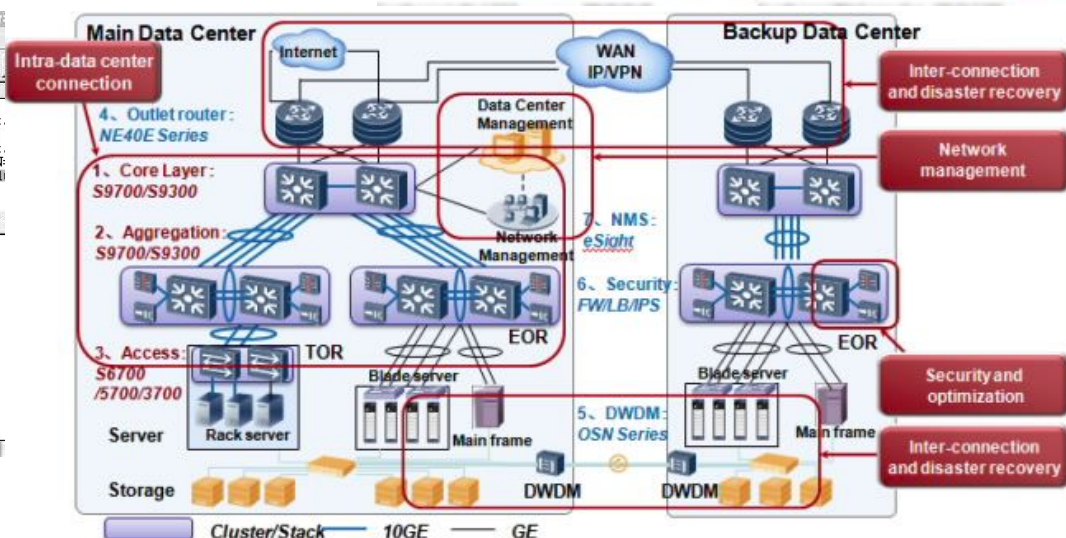 Main Data Center
Backup Data Center
Intra-data center
connection
Internet
WAN
IP/VPN
Inter-connection
and disaster recovery
4、Outlet router:
NE40E Series
Data Center
Management
Network
management
1、Core Layer:
S9700/S9300
2、Aggregation:
S9700/S9300
Network
Management
7、NMS:
eSight
6、Security:
FW/LB/IPS
EOR
EOR
3、Access:
S6700
/5700/3700
TOR
Blade server
Blade server
Security and
optimization
5、DWDM:
OSN Series
Server
Rack server
Main frame
Main frame
Inter-connection
and disaster recovery
Storage
DWDM
DWDM
Cluster/Stack
10GE
GE